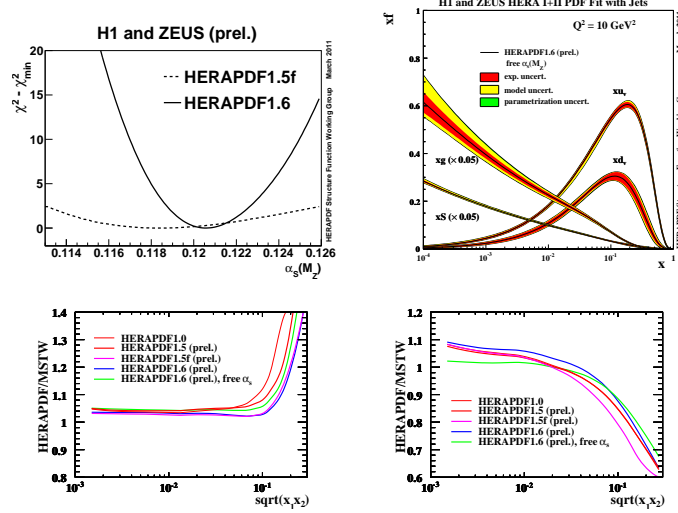 H1 and ZEUS (prel.)
χ² - χ²min
20
15
10
5
0
HERAPDF1.5f
HERAPDF1.6
0.114 0.116 0.118 0.120 0.122 0.124 0.126
αS(MZ)
HERAPDF Structure Function Working Group March 2011
H1 and ZEUS HERA I+II PDF Fit with Jets
xf
1
0.8
0.6
0.4
0.2
0
Q² = 10 GeV²
HERAPDF1.6 (prel.)
free αs(MZ)
exp. uncert.
model uncert.
parametrization uncert.
xuv
xdv
xg (× 0.05)
xS (× 0.05)
10-4 10-3 10-2 10-1 1
x
HERAPDF/MSTW
1.4
1.3
1.2
1.1
1
0.9
0.8
HERAPDF1.0
HERAPDF1.5 (prel.)
HERAPDF1.5f (prel.)
HERAPDF1.6 (prel.)
HERAPDF1.6 (prel.), free αs
10-3 10-2 10-1
sqrt(x1x2)
HERAPDF/MSTW
1.2
1.1
1
0.9
0.8
0.7
0.6
HERAPDF1.0
HERAPDF1.5 (prel.)
HERAPDF1.5f (prel.)
HERAPDF1.6 (prel.)
HERAPDF1.6 (prel.), free αs
10-3 10-2 10-1
sqrt(x1x2)